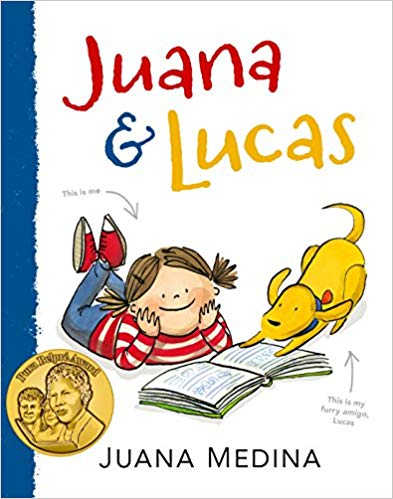 Juana
& Lucas
This is me
This is my
furry amigo,
Lucas
Pura Belpré Award
JUANA MEDINA